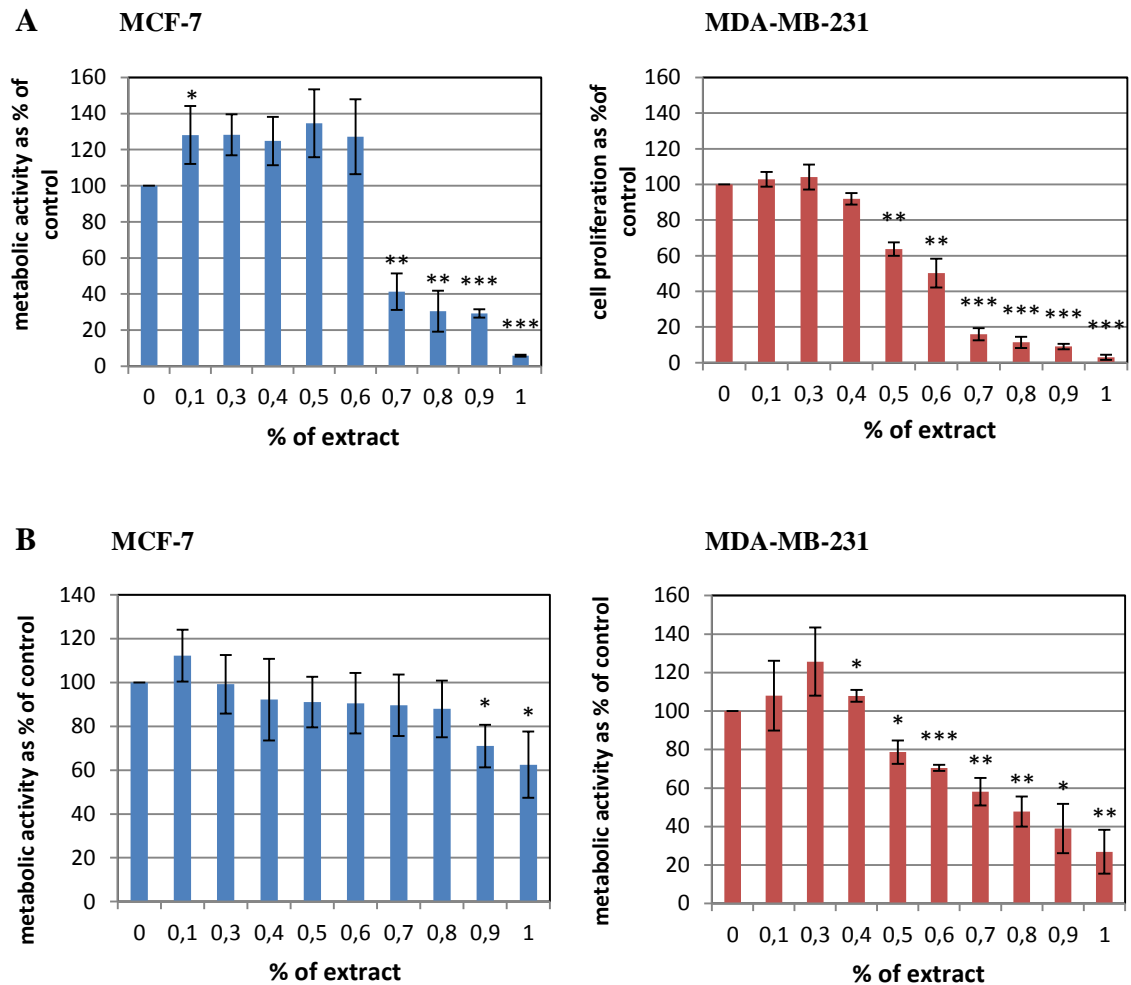 A MCF-7 MDA-MB-231
metabolic activity as % of
control
160
140
120
100
80
60
40
20
0
* ** ** *** ***
0 0,1 0,3 0,4 0,5 0,6 0,7 0,8 0,9 1
% of extract
cell proliferation as %of
control
160
140
120
100
80
60
40
20
0
** ** *** *** *** ***
0 0,1 0,3 0,4 0,5 0,6 0,7 0,8 0,9 1
% of extract
B MCF-7 MDA-MB-231
metabolic activity as % of control
140
120
100
80
60
40
20
0
* *
0 0,1 0,3 0,4 0,5 0,6 0,7 0,8 0,9 1
% of extract
metabolic activity as % of control
160
140
120
100
80
60
40
20
0
* * *** ** ** * **
0 0,1 0,3 0,4 0,5 0,6 0,7 0,8 0,9 1
% of extract